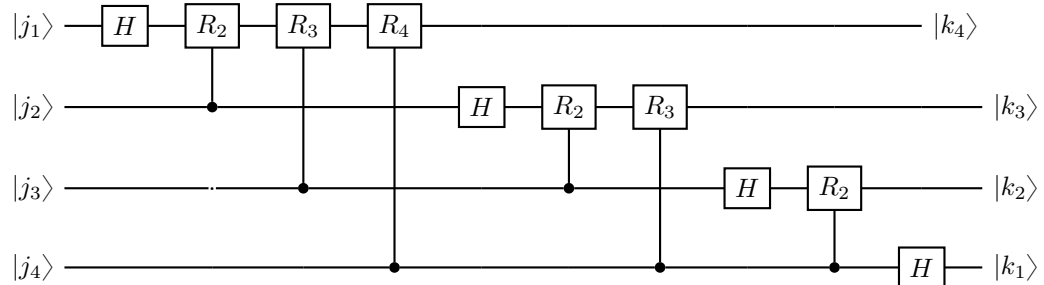 |j₁⟩ H R₂ R₃ R₄ |k₄⟩
|j₂⟩ H R₂ R₃ |k₃⟩
|j₃⟩ H R₂ |k₂⟩
|j₄⟩ H |k₁⟩